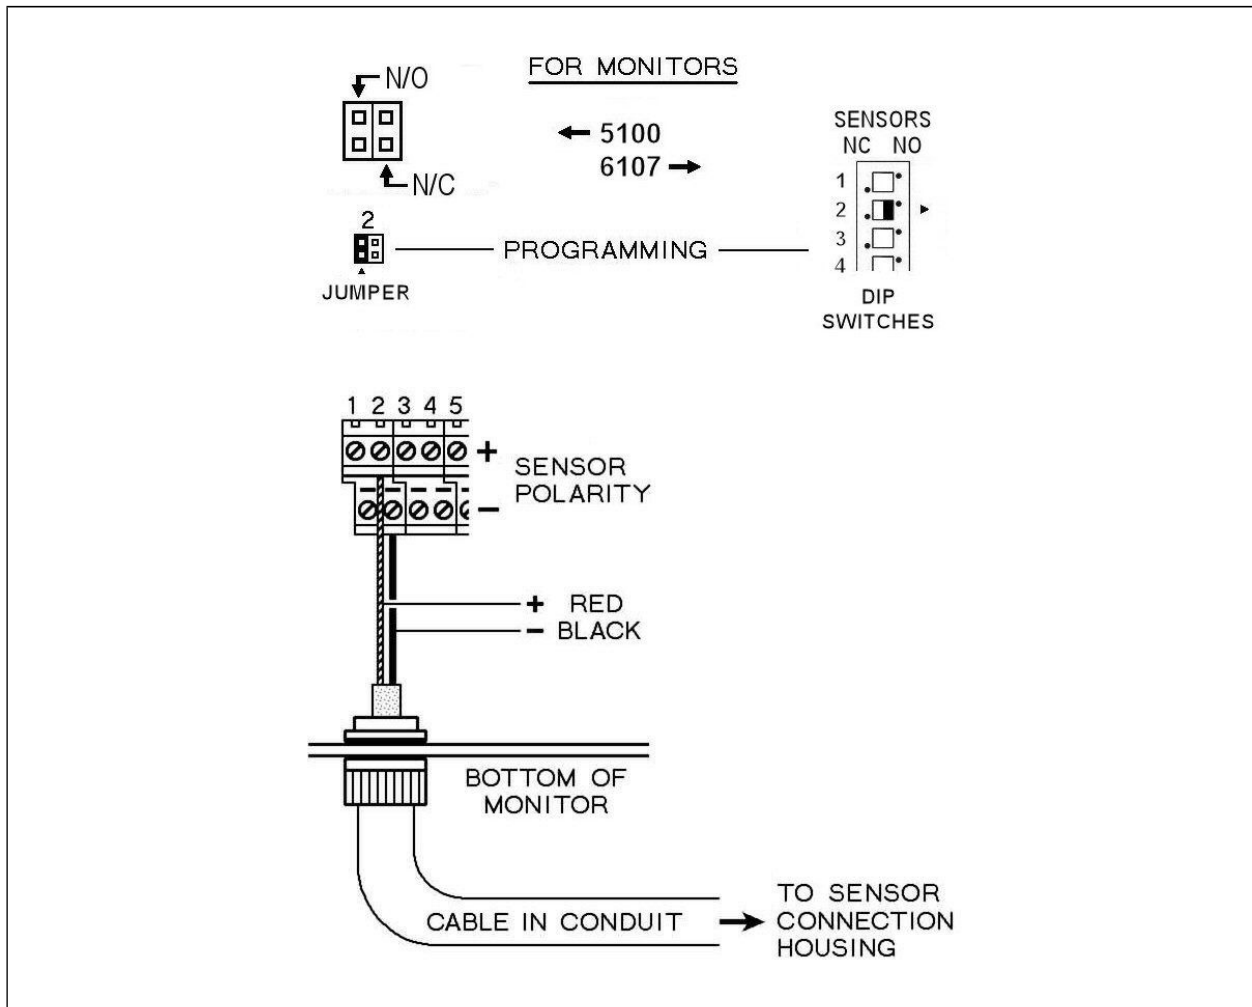 N/O
FOR MONITORS
← 5100
6107 →
N/C
SENSORS
NC NO
1
2
3
4
2
PROGRAMMING
JUMPER
DIP
SWITCHES
1 2 3 4 5
+
SENSOR
POLARITY
−
+ RED
− BLACK
BOTTOM OF
MONITOR
CABLE IN CONDUIT
TO SENSOR
CONNECTION
HOUSING